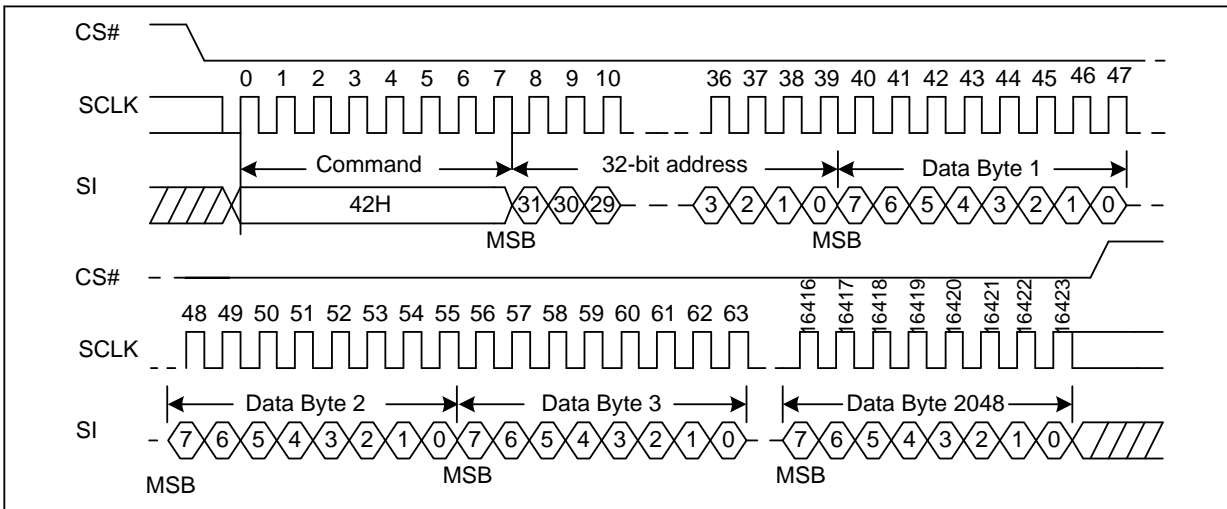 CS#
0 1 2 3 4 5 6 7 8 9 10 36 37 38 39 40 41 42 43 44 45 46 47
SCLK
Command 32-bit address Data Byte 1
SI
42H 31 30 29 3 2 1 0 7 6 5 4 3 2 1 0
MSB MSB
CS#
48 49 50 51 52 53 54 55 56 57 58 59 60 61 62 63 16416 16417 16418 16419 16420 16421 16422 16423
SCLK
Data Byte 2 Data Byte 3 Data Byte 2048
SI
7 6 5 4 3 2 1 0 7 6 5 4 3 2 1 0 7 6 5 4 3 2 1 0
MSB MSB MSB